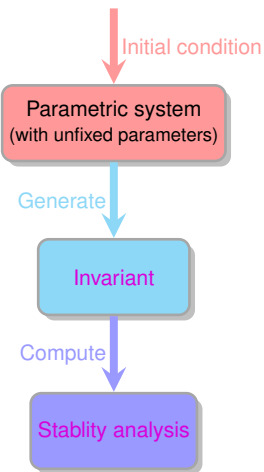 Initial condition
Parametric system
(with unfixed parameters)
Generate
Invariant
Compute
Stablity analysis